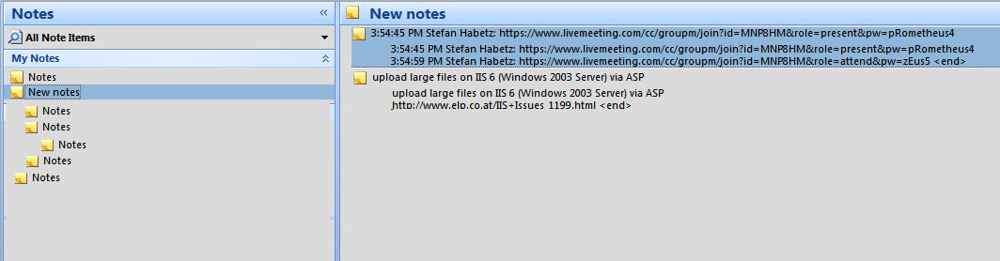 Notes
All Note Items
My Notes
Notes
New notes
Notes
Notes
Notes
Notes
Notes
New notes
3:54:45 PM Stefan Habetz: https://www.livemeeting.com/cc/groupm/join?id=MNP8HM&role=present&pw=pRometheus4
3:54:45 PM Stefan Habetz: https://www.livemeeting.com/cc/groupm/join?id=MNP8HM&role=present&pw=pRometheus4
3:54:59 PM Stefan Habetz: https://www.livemeeting.com/cc/groupm/join?id=MNP8HM&role=attend&pw=zEus5 <end>
upload large files on IIS 6 (Windows 2003 Server) via ASP
upload large files on IIS 6 (Windows 2003 Server) via ASP
http://www.elp.co.at/IIS+Issues_1199.html <end>